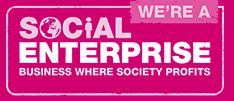 WE'RE A
SOCiAL
ENTERPRISE
BUSINESS WHERE SOCIETY PROFITS